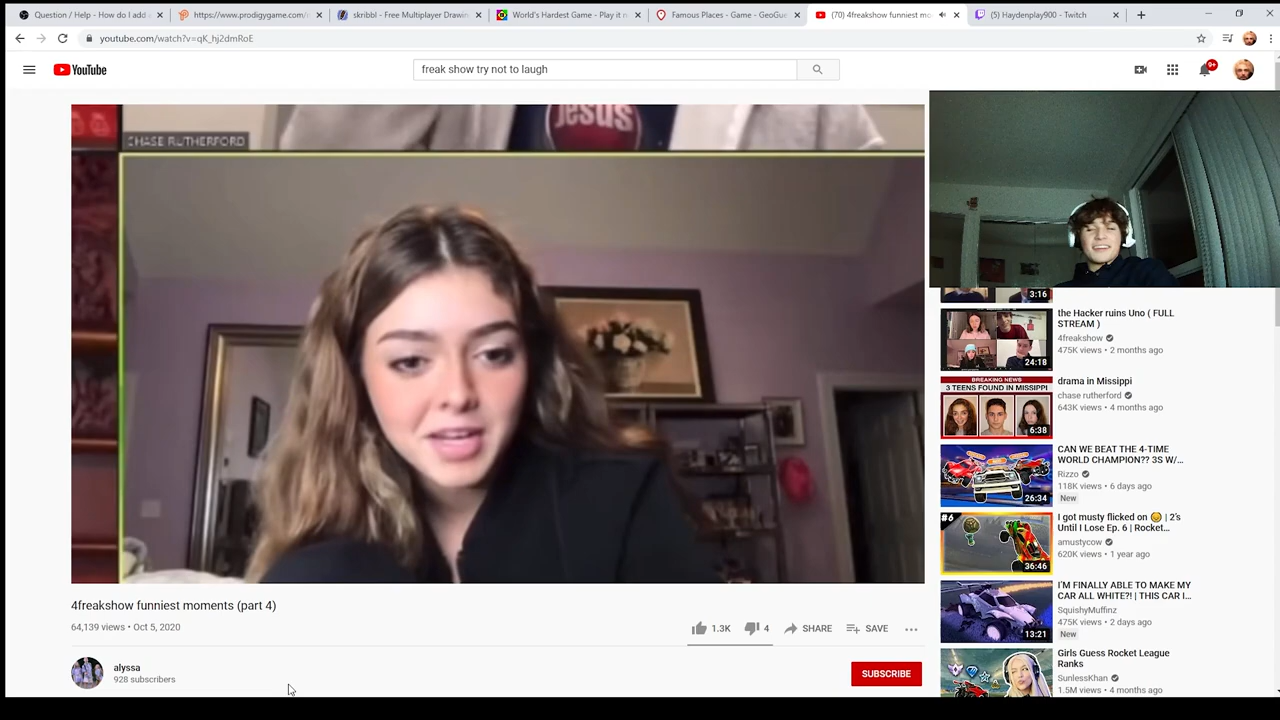 Question / Help - How do I add a
https://www.prodigygame.com/
skribbl - Free Multiplayer Drawin
World's Hardest Game - Play it n
Famous Places - Game - GeoGue
(70) 4freakshow funniest mo
(5) Haydenplay900 - Twitch
youtube.com/watch?v=qK_hj2dmRoE
YouTube
freak show try not to laugh
9+
Jesus
CHASE RUTHERFORD
3:16
the Hacker ruins Uno ( FULL
STREAM )
4freakshow
475K views • 2 months ago
24:18
drama in Missippi
chase rutherford
643K views • 4 months ago
BREAKING NEWS
3 TEENS FOUND IN MISSIPPI
6:38
CAN WE BEAT THE 4-TIME
WORLD CHAMPION?? 3S W/...
Rizzo
118K views • 6 days ago
New
26:34
I got musty flicked on 😔 | 2's
Until I Lose Ep. 6 | Rocket...
amustycow
620K views • 1 year ago
#6
36:46
I'M FINALLY ABLE TO MAKE MY
CAR ALL WHITE?! | THIS CAR I...
SquishyMuffinz
475K views • 2 days ago
New
13:21
Girls Guess Rocket League
Ranks
SunlessKhan
1.5M views • 4 months ago
4freakshow funniest moments (part 4)
64,139 views • Oct 5, 2020
1.3K
4
SHARE
SAVE
alyssa
928 subscribers
SUBSCRIBE